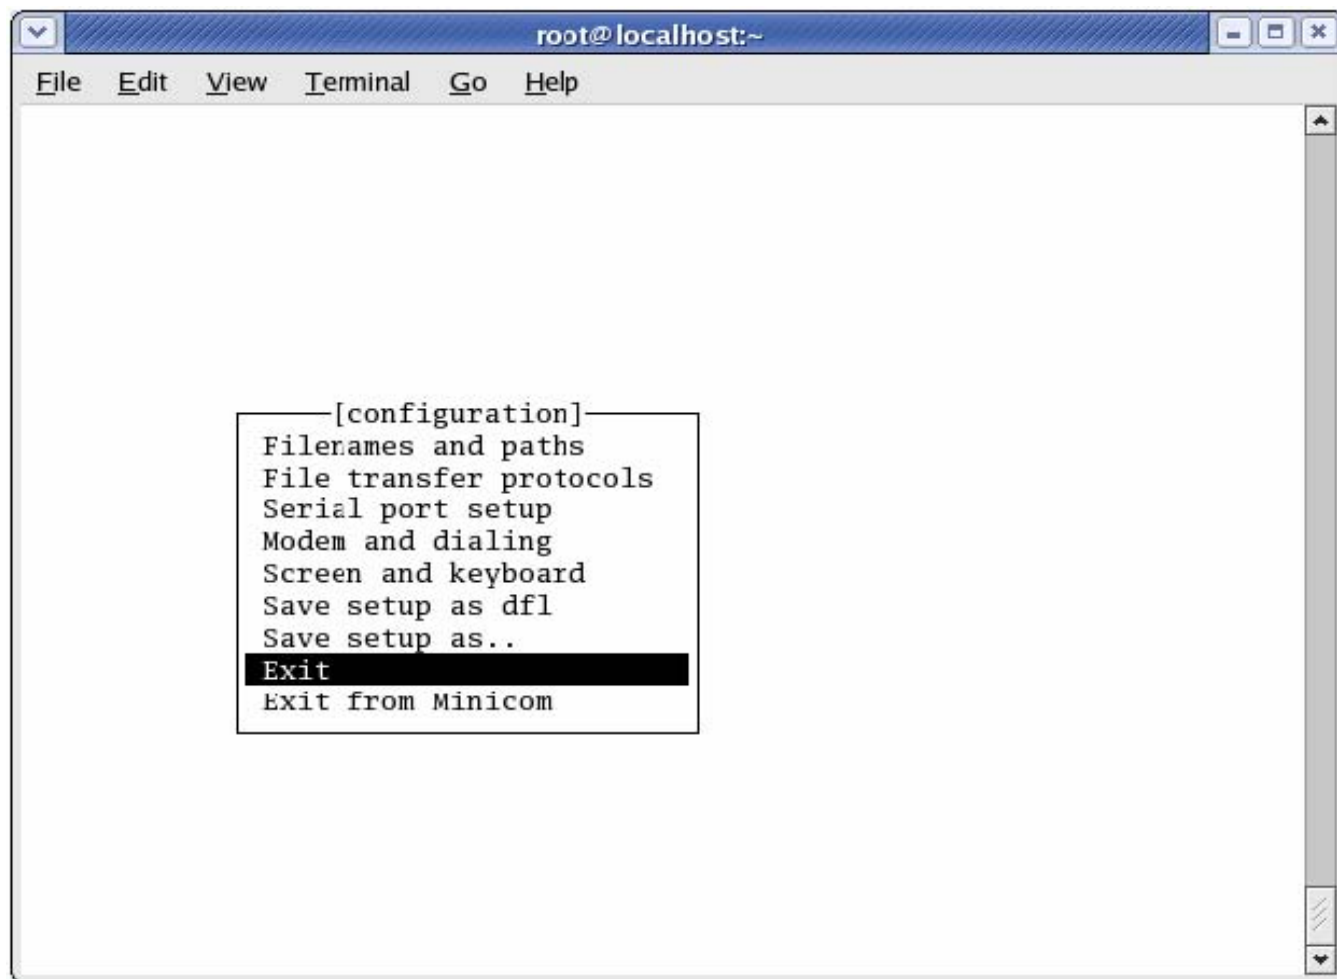 root@localhost:~
File Edit View Terminal Go Help
[configuration]
Filenames and paths
File transfer protocols
Serial port setup
Modem and dialing
Screen and keyboard
Save setup as dfl
Save setup as..
Exit
Exit from Minicom